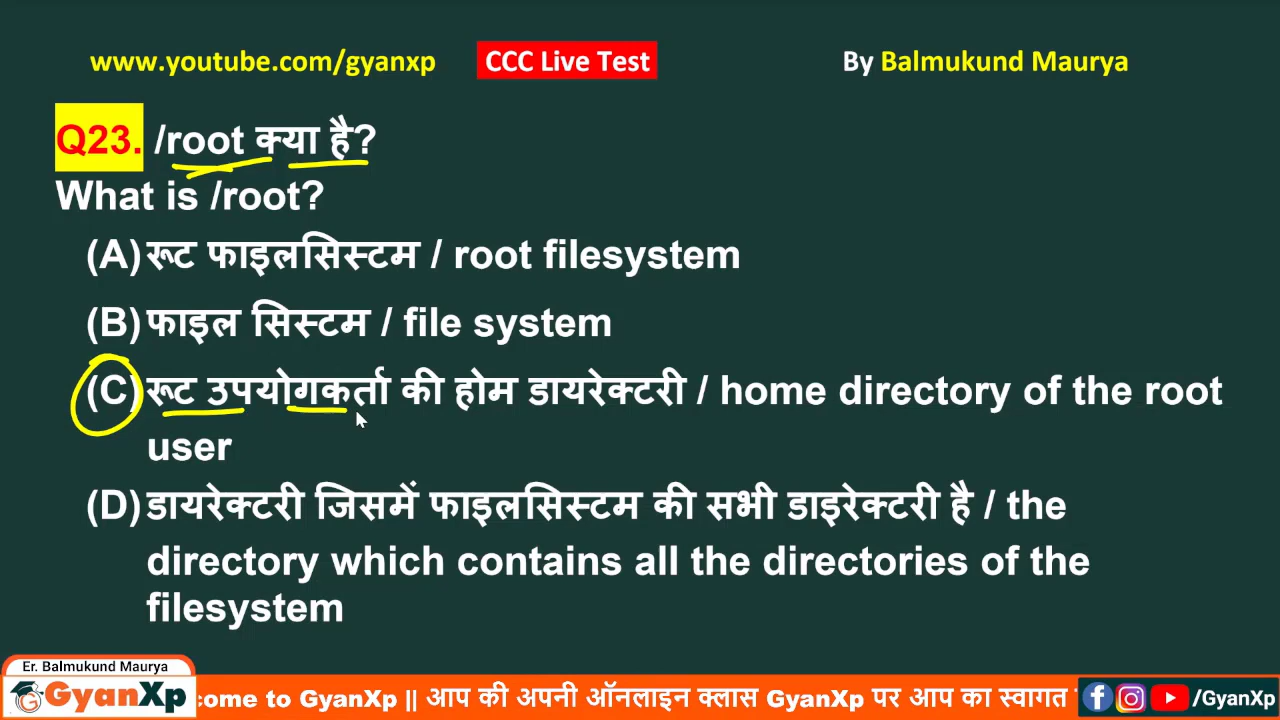 www.youtube.com/gyanxp CCC Live Test By Balmukund Maurya
Q23. /root क्या है?
What is /root?
(A) रूट फाइलसिस्टम / root filesystem
(B) फाइल सिस्टम / file system
(C) रूट उपयोगकर्ता की होम डायरेक्टरी / home directory of the root
user
(D) डायरेक्टरी जिसमें फाइलसिस्टम की सभी डाइरेक्टरी है / the
directory which contains all the directories of the
filesystem
Er. Balmukund Maurya
GyanXp come to GyanXp || आप की अपनी ऑनलाइन क्लास GyanXp पर आप का स्वागत /GyanXp